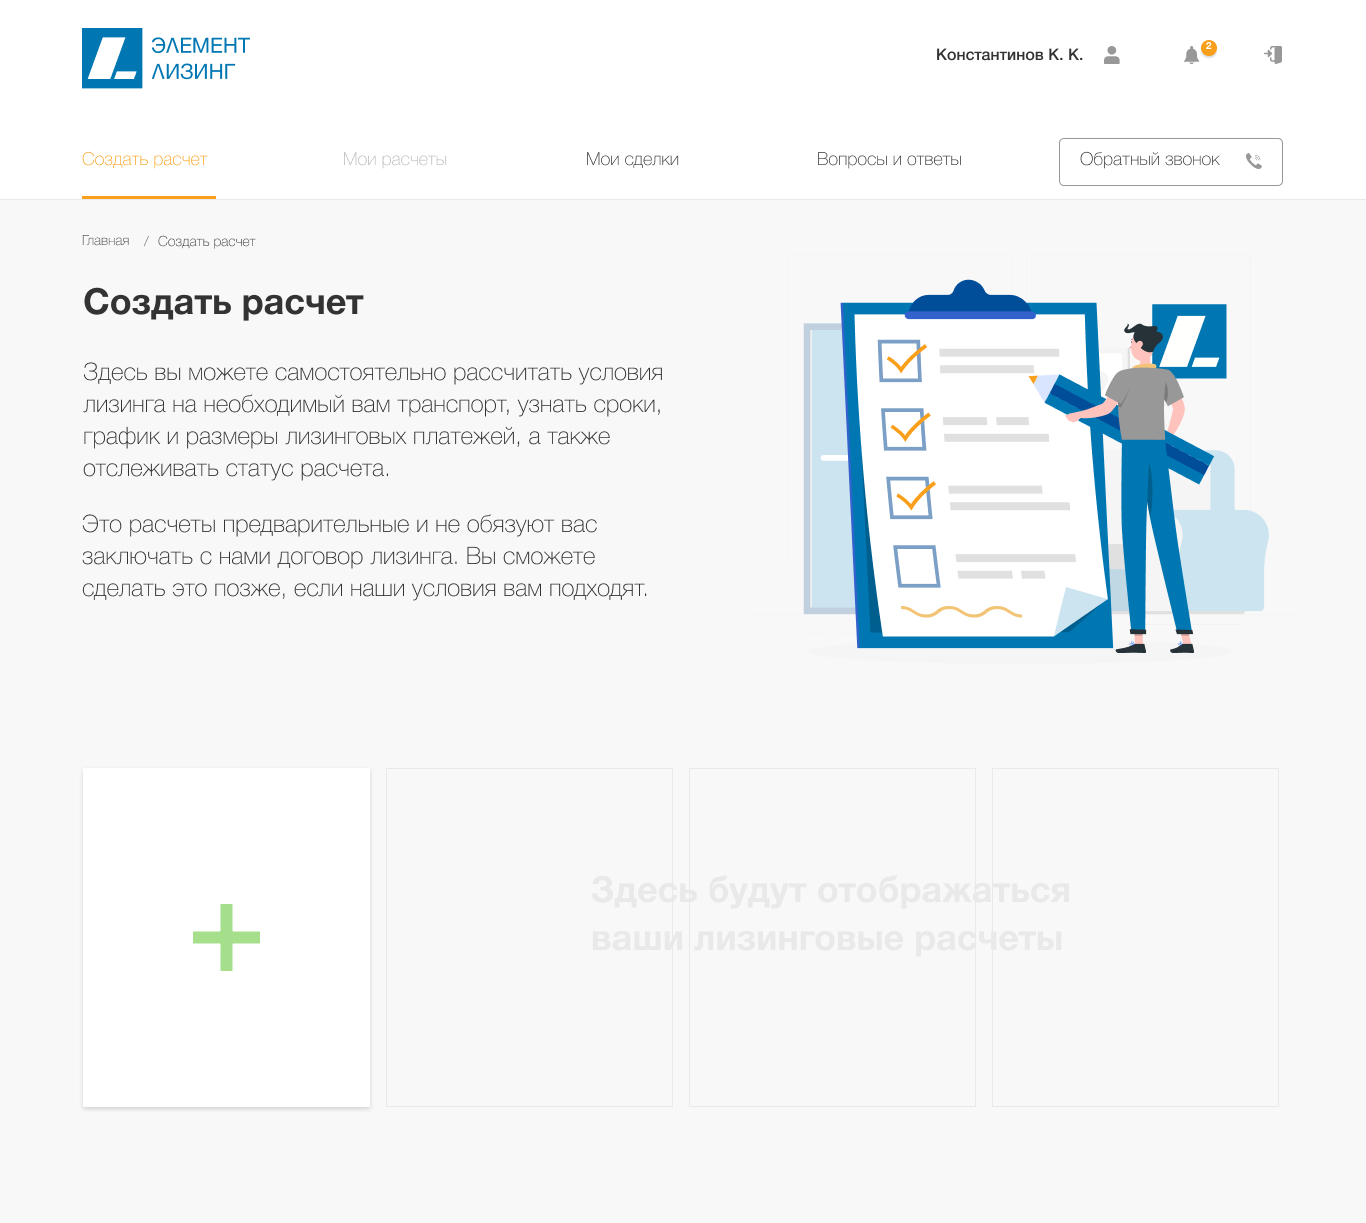 ЭЛЕМЕНТ
ЛИЗИНГ
Константинов К. К.
2
Создать расчет
Мои расчеты
Мои сделки
Вопросы и ответы
Обратный звонок
Главная / Создать расчет
Создать расчет
Здесь вы можете самостоятельно рассчитать условия
лизинга на необходимый вам транспорт, узнать сроки,
график и размеры лизинговых платежей, а также
отслеживать статус расчета.
Это расчеты предварительные и не обязуют вас
заключать с нами договор лизинга. Вы сможете
сделать это позже, если наши условия вам подходят.
Здесь будут отображаться
ваши лизинговые расчеты